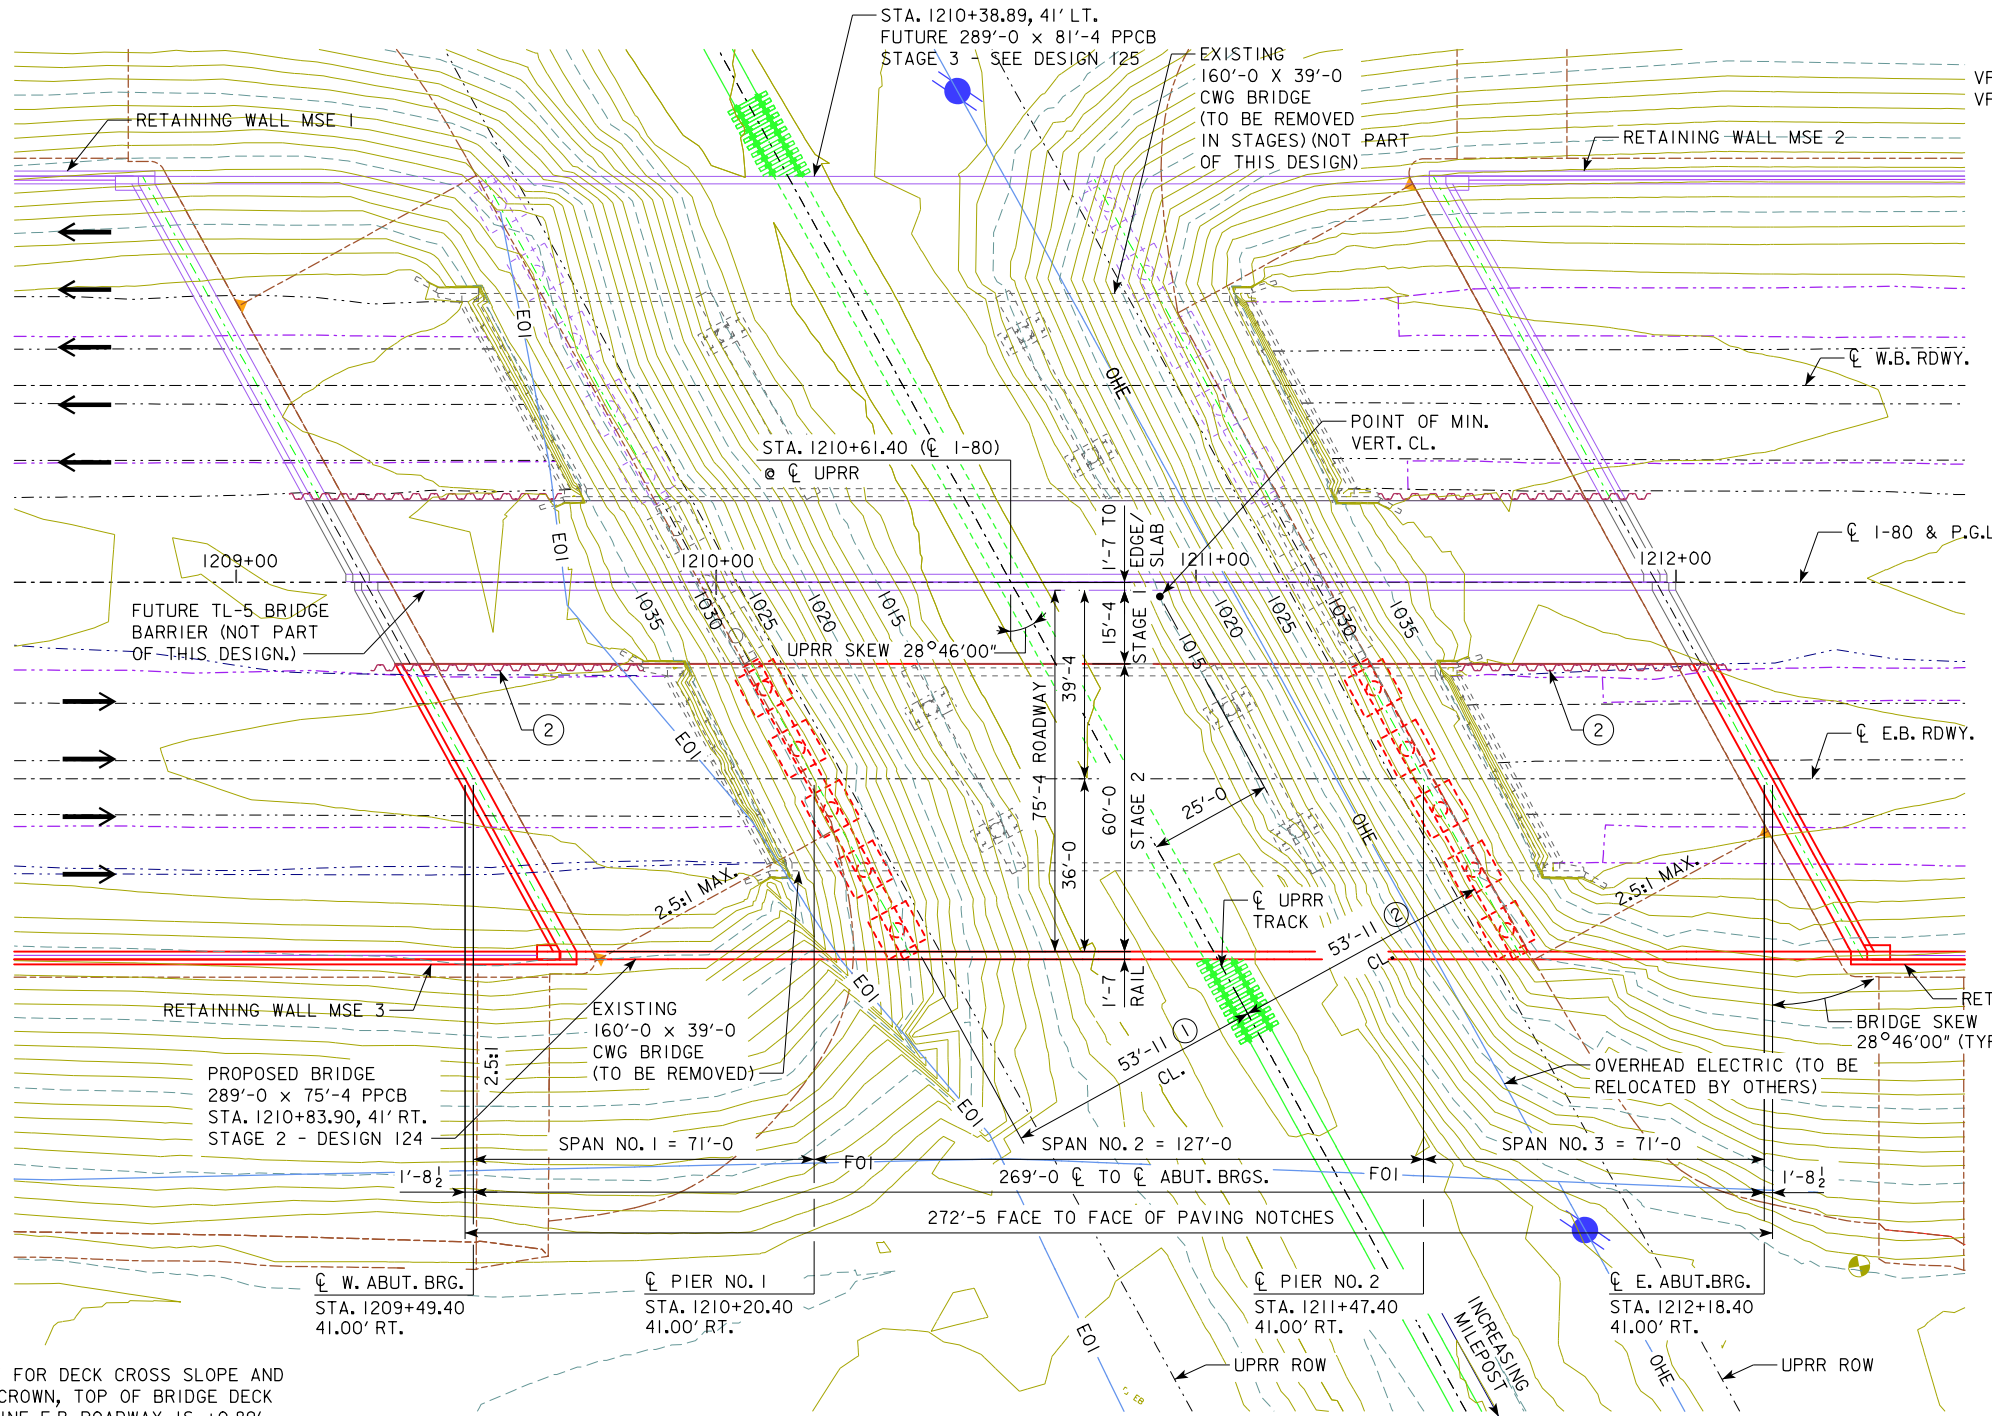 STA. 1210+38.89, 41' LT.
FUTURE 289'-0 x 81'-4 PPCB
STAGE 3 - SEE DESIGN 125
EXISTING
160'-0 X 39'-0
CWG BRIDGE
(TO BE REMOVED
IN STAGES) (NOT PART
OF THIS DESIGN)
VF
VF
RETAINING WALL MSE 1
RETAINING WALL MSE 2
EOI
OHE
℄ W.B. RDWY.
POINT OF MIN.
VERT. CL.
STA. 1210+61.40 (℄ I-80)
@ ℄ UPRR
1'-7 TO
EDGE/
SLAB
℄ I-80 & P.G.L
1209+00
1210+00
1211+00
1212+00
EOI
FUTURE TL-5 BRIDGE
BARRIER (NOT PART
OF THIS DESIGN.)
1035
1030
1025
1020
1015
1015
1020
1025
1030
1035
UPRR SKEW 28°46'00"
15'-4
STAGE 1
39'-4
75'-4 ROADWAY
60'-0
STAGE 2
36'-0
2
2
℄ E.B. RDWY.
EOI
25'-0
OHE
2.5:1 MAX.
2.5:1 MAX.
℄ UPRR
TRACK
53'-11 2
CL.
1'-7
RAIL
RETAINING WALL MSE 3
EXISTING
160'-0 x 39'-0
CWG BRIDGE
(TO BE REMOVED)
EOI
RET
BRIDGE SKEW
28°46'00" (TYP
53'-11 1
CL.
2.5:1
PROPOSED BRIDGE
289'-0 x 75'-4 PPCB
STA. 1210+83.90, 41' RT.
STAGE 2 - DESIGN 124
OVERHEAD ELECTRIC (TO BE
RELOCATED BY OTHERS)
EOI
SPAN NO. 1 = 71'-0
SPAN NO. 2 = 127'-0
SPAN NO. 3 = 71'-0
FOI
FOI
1'-8½
269'-0 ℄ TO ℄ ABUT. BRGS.
1'-8½
272'-5 FACE TO FACE OF PAVING NOTCHES
℄ W. ABUT. BRG.
STA. 1209+49.40
41.00' RT.
℄ PIER NO. 1
STA. 1210+20.40
41.00' RT.
℄ PIER NO. 2
STA. 1211+47.40
41.00' RT.
℄ E. ABUT. BRG.
STA. 1212+18.40
41.00' RT.
EOI
INCREASING
MILEPOST
UPRR ROW
OHE
UPRR ROW
EB
FOR DECK CROSS SLOPE AND
CROWN, TOP OF BRIDGE DECK